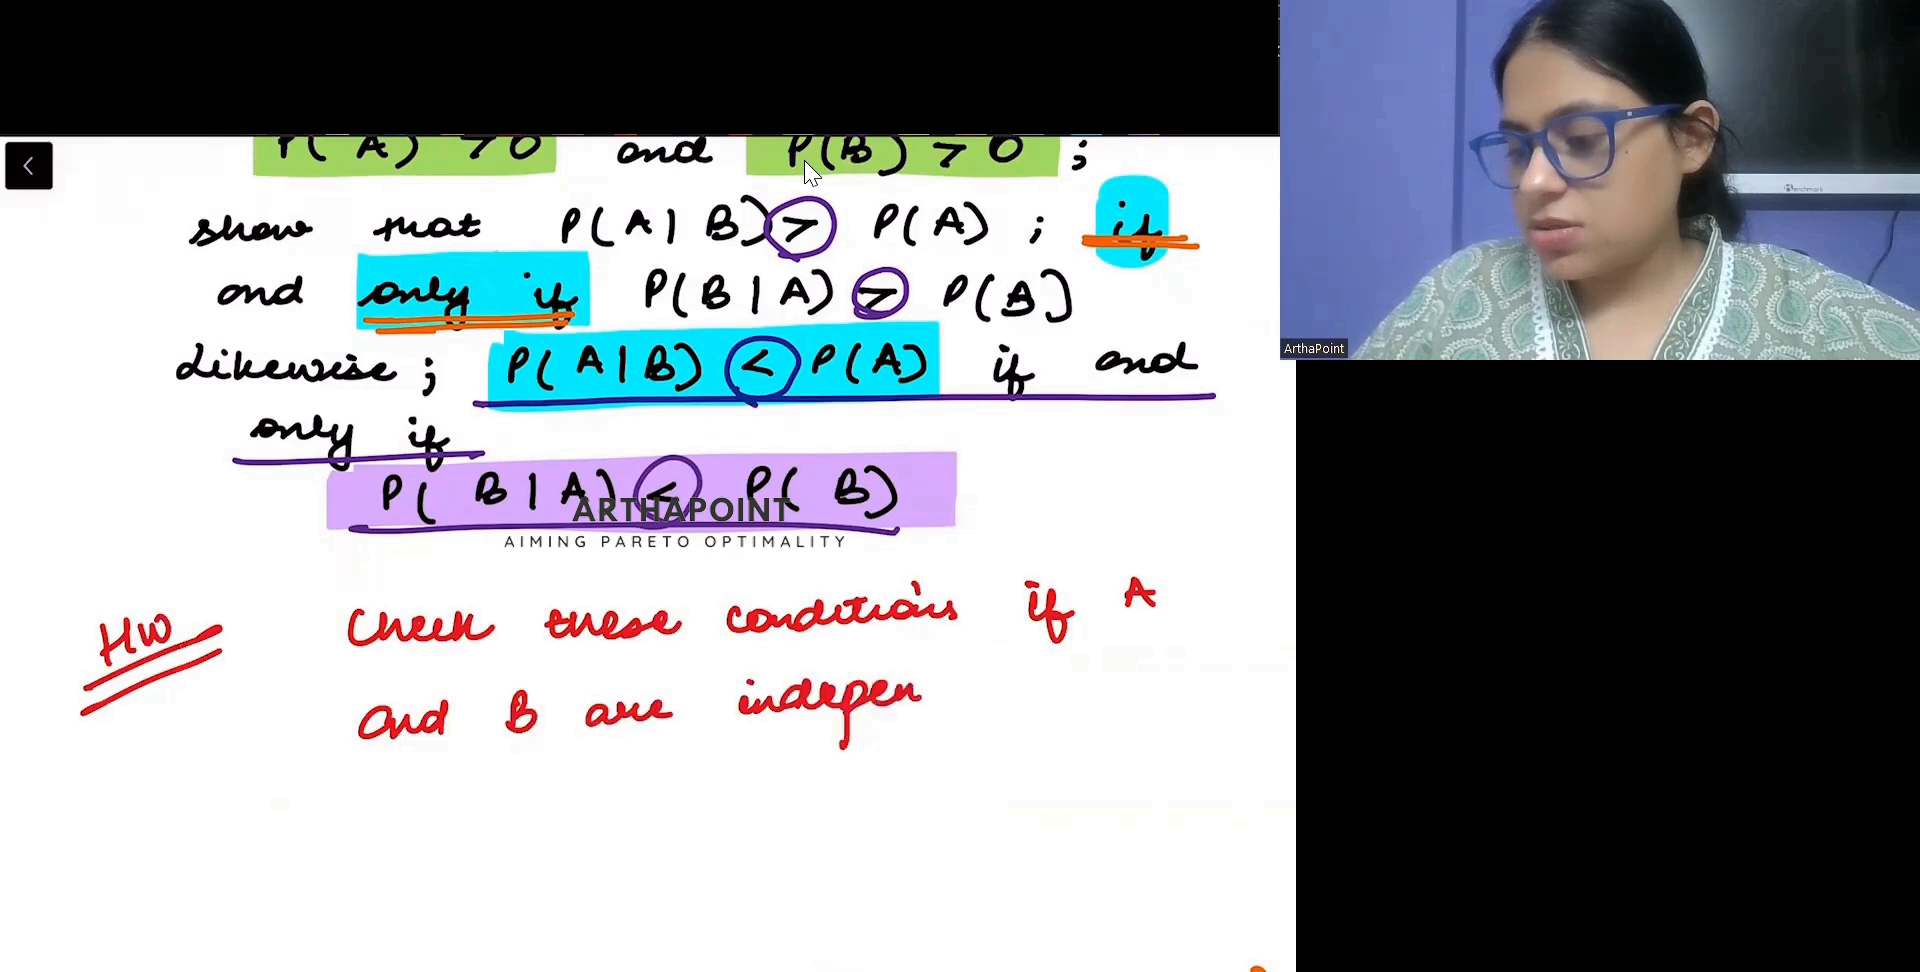 P(A) > 0 and P(B) > 0 ;
show that P(A | B) > P(A) ; if
and only if P(B | A) > P(B)
Likewise ; P(A | B) < P(A) if and
only if
P( B | A) < P( B)
ARTHAPOINT
AIMING PARETO OPTIMALITY
HW Check these conditions if A
and B are indepen
ArthaPoint
Benchmark